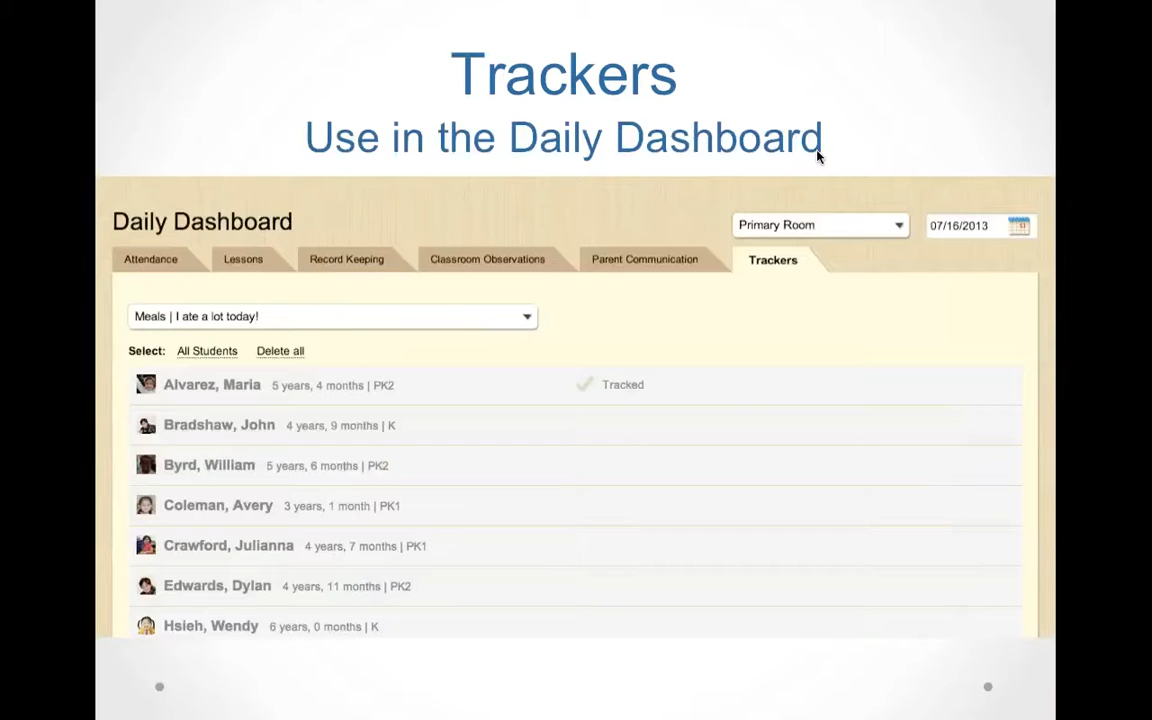 Trackers
Use in the Daily Dashboard
Daily Dashboard
Primary Room
07/16/2013
Attendance
Lessons
Record Keeping
Classroom Observations
Parent Communication
Trackers
Meals | I ate a lot today!
Select: All Students Delete all
Alvarez, Maria 5 years, 4 months | PK2 Tracked
Bradshaw, John 4 years, 9 months | K
Byrd, William 5 years, 6 months | PK2
Coleman, Avery 3 years, 1 month | PK1
Crawford, Julianna 4 years, 7 months | PK1
Edwards, Dylan 4 years, 11 months | PK2
Hsieh, Wendy 6 years, 0 months | K